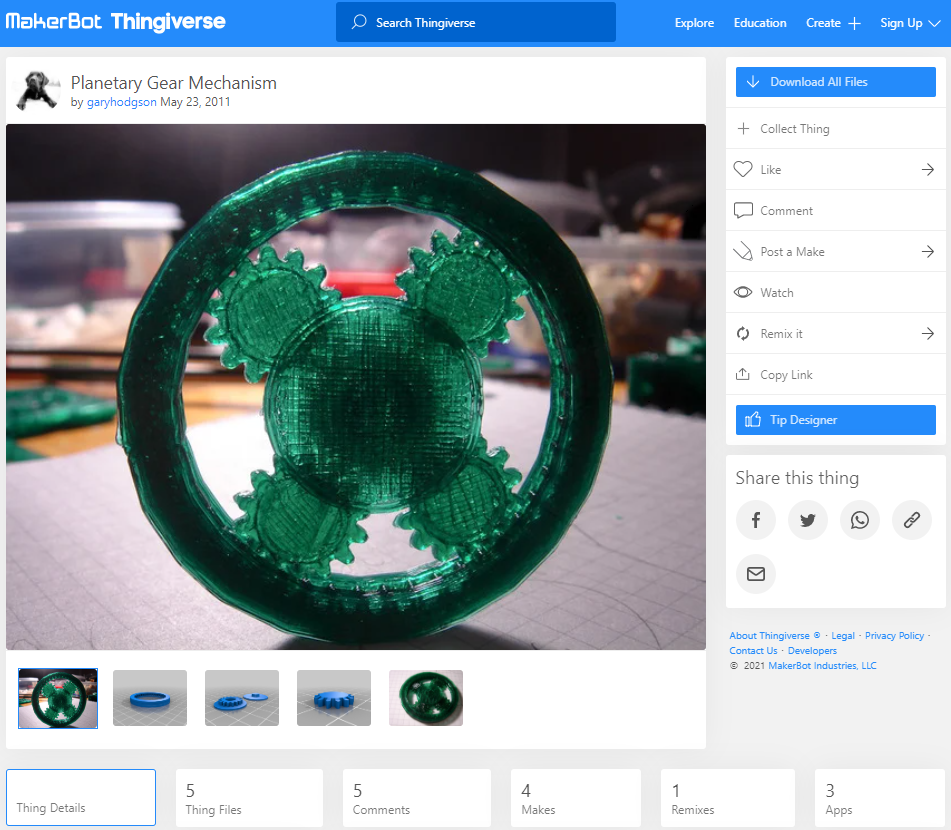 MakerBot Thingiverse
Search Thingiverse
Explore
Education
Create
Sign Up
Planetary Gear Mechanism
by garyhodgson May 23, 2011
Download All Files
Collect Thing
Like
Comment
Post a Make
Watch
Remix it
Copy Link
Tip Designer
Share this thing
About Thingiverse ® · Legal · Privacy Policy ·
Contact Us · Developers
© 2021 MakerBot Industries, LLC
Thing Details
5
Thing Files
5
Comments
4
Makes
1
Remixes
3
Apps